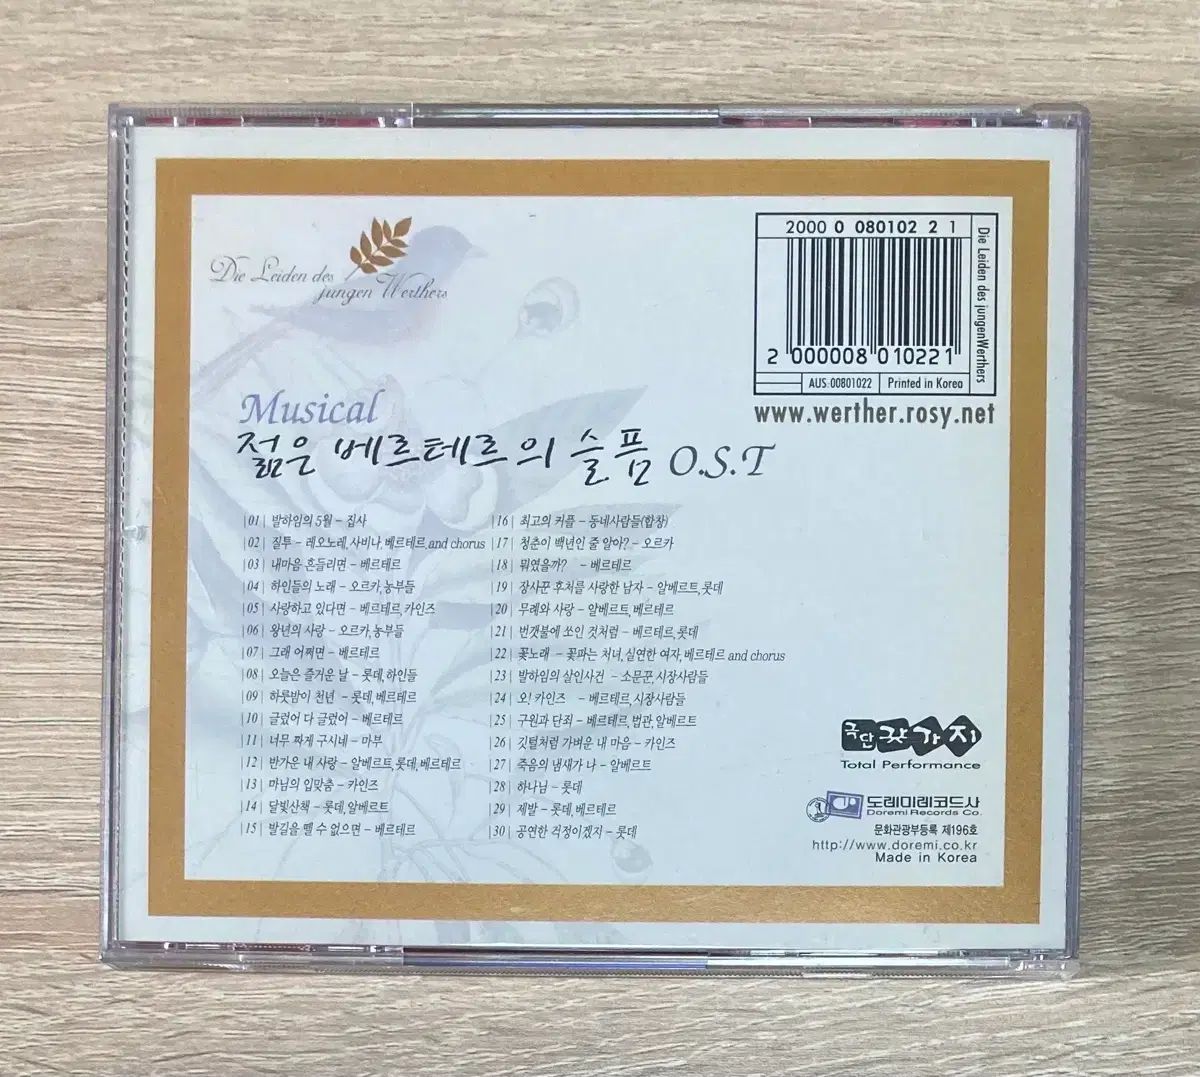 Die Leiden des
jungen Werthers
2000 0 080102 2 1
2 000008 010221
AUS 00801022
Printed in Korea
Die Leiden des jungenWerthers
www.werther.rosy.net
Musical
젊은 베르테르의 슬픔 O.S.T
|01| 발하임의 5월 – 집사
|02| 질투 – 레오노레, 사비나, 베르테르, and chorus
|03| 내마음 흔들리면 – 베르테르
|04| 하인들의 노래 – 오르카, 농부들
|05| 사랑하고 있다면 – 베르테르, 카인즈
|06| 왕년의 사랑 – 오르카, 농부들
|07| 그래 어쩌면 – 베르테르
|08| 오늘은 즐거운 날 – 롯데, 하인들
|09| 하룻밤이 천년 – 롯데, 베르테르
|10| 글렀어 다 글렀어 – 베르테르
|11| 너무 짜게 구시네 – 마부
|12| 반가운 내 사랑 – 알베르트, 롯데, 베르테르
|13| 마님의 입맞춤 – 카인즈
|14| 달빛산책 – 롯데, 알베르트
|15| 발길을 뗄 수 없으면 – 베르테르
|16| 최고의 커플 – 동네사람들(합창)
|17| 청춘이 백년인 줄 알아? – 오르카
|18| 뭐였을까? – 베르테르
|19| 장사꾼 후처를 사랑한 남자 – 알베르트, 롯데
|20| 무례와 사랑 – 알베르트, 베르테르
|21| 번갯불에 쏘인 것처럼 – 베르테르, 롯데
|22| 꽃노래 – 꽃파는 처녀, 실연한 여자, 베르테르 and chorus
|23| 발하임의 살인사건 – 소문꾼, 시장사람들
|24| 오! 카인즈 – 베르테르, 시장사람들
|25| 구원과 단죄 – 베르테르, 법관, 알베르트
|26| 깃털처럼 가벼운 내 마음 – 카인즈
|27| 죽음의 냄새가 나 – 알베르트
|28| 하나님 – 롯데
|29| 제발 – 롯데, 베르테르
|30| 공연한 걱정이겠지 – 롯데
극단 갖가지
Total Performance
도레미레코드사
Doremi Records Co.
문화관광부등록 제196호
http://www.doremi.co.kr
Made in Korea